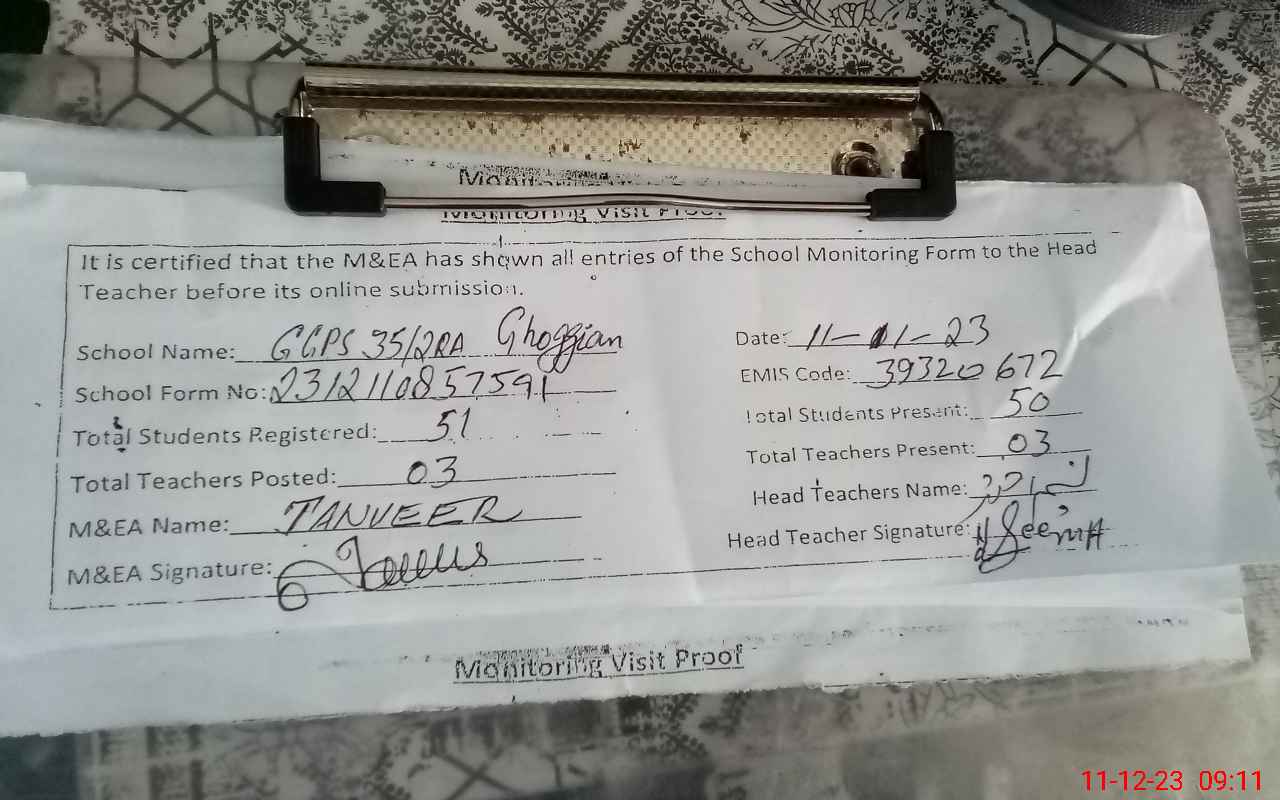 Monitoring Visit Proof
It is certified that the M&EA has shown all entries of the School Monitoring Form to the Head
Teacher before its online submission.
School Name: GGPS 35/2RA Ghoggian Date: 11-11-23
School Form No: 2312110857591 EMIS Code: 39320672
Total Students Registered: 51 Total Students Present: 50
Total Teachers Posted: 03 Total Teachers Present: 03
M&EA Name: TANVEER Head Teachers Name:
M&EA Signature: Head Teacher Signature:
Monitoring Visit Proof
11-12-23 09:11